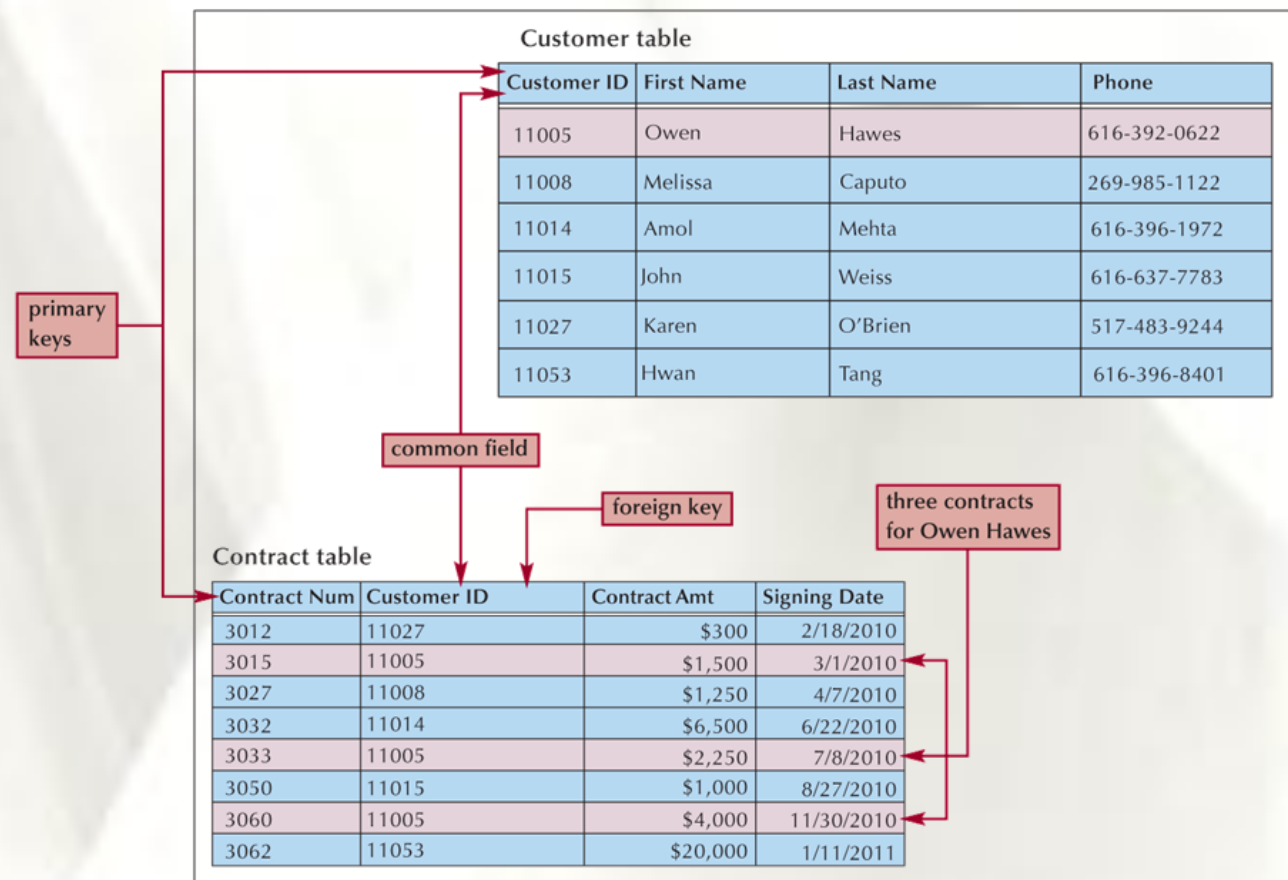 Customer table
Customer ID First Name Last Name Phone
11005 Owen Hawes 616-392-0622
11008 Melissa Caputo 269-985-1122
11014 Amol Mehta 616-396-1972
11015 John Weiss 616-637-7783
11027 Karen O’Brien 517-483-9244
11053 Hwan Tang 616-396-8401
primary
keys
common field
foreign key
three contracts
for Owen Hawes
Contract table
Contract Num Customer ID Contract Amt Signing Date
3012 11027 $300 2/18/2010
3015 11005 $1,500 3/1/2010
3027 11008 $1,250 4/7/2010
3032 11014 $6,500 6/22/2010
3033 11005 $2,250 7/8/2010
3050 11015 $1,000 8/27/2010
3060 11005 $4,000 11/30/2010
3062 11053 $20,000 1/11/2011